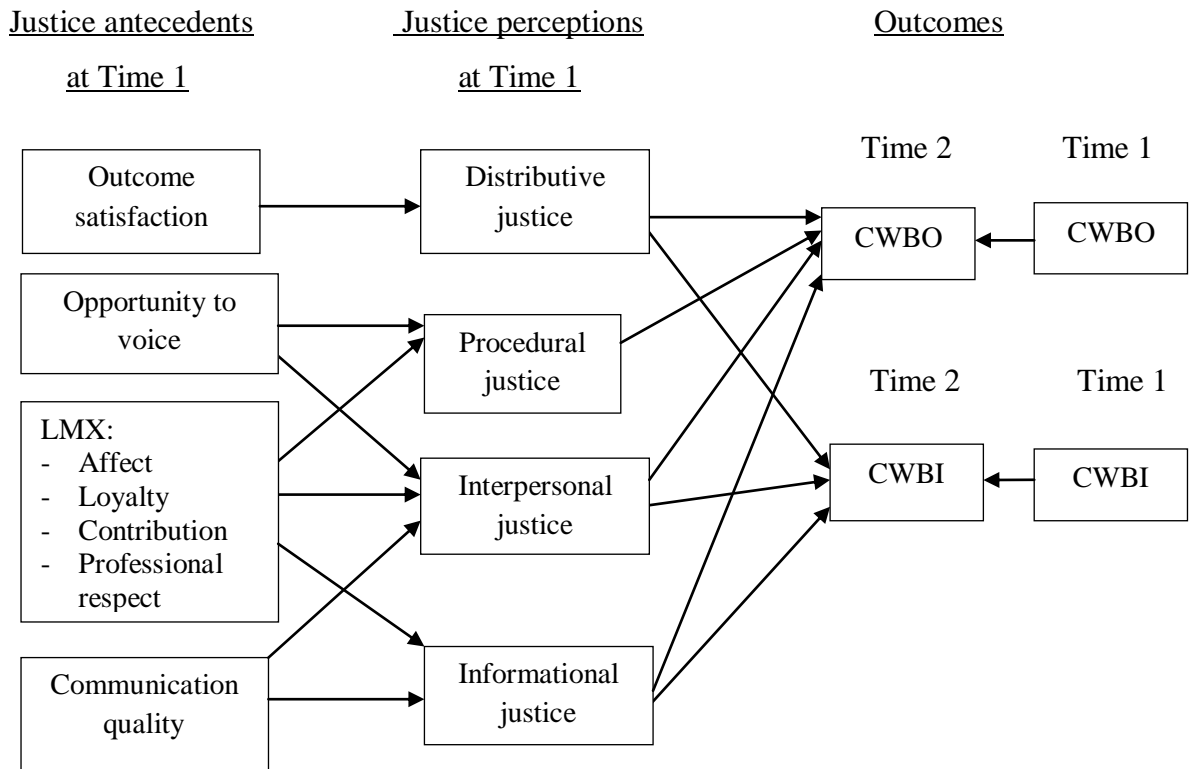 Justice antecedents
at Time 1
Justice perceptions
at Time 1
Outcomes
Outcome
satisfaction
Opportunity to
voice
LMX:
- Affect
- Loyalty
- Contribution
- Professional
respect
Communication
quality
Distributive
justice
Procedural
justice
Interpersonal
justice
Informational
justice
Time 2
Time 1
CWBO
CWBO
Time 2
Time 1
CWBI
CWBI